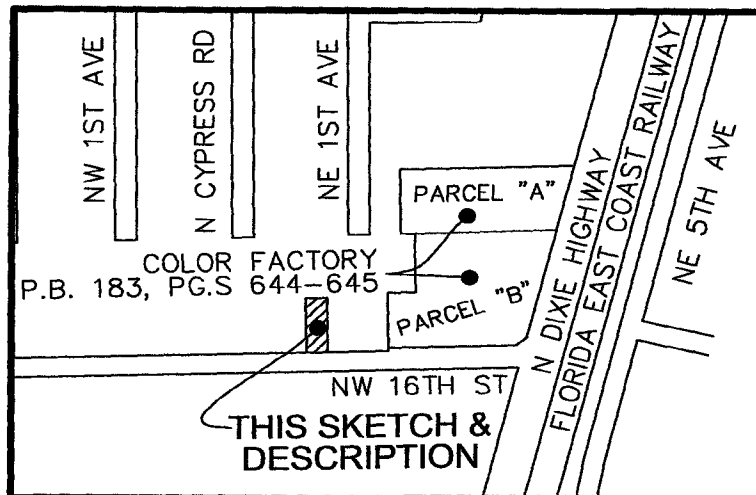 NW 1ST AVE
N CYPRESS RD
NE 1ST AVE
PARCEL "A"
COLOR FACTORY
P.B. 183, PG.S 644-645
PARCEL "B"
N DIXIE HIGHWAY
FLORIDA EAST COAST RAILWAY
NE 5TH AVE
NW 16TH ST
THIS SKETCH &
DESCRIPTION